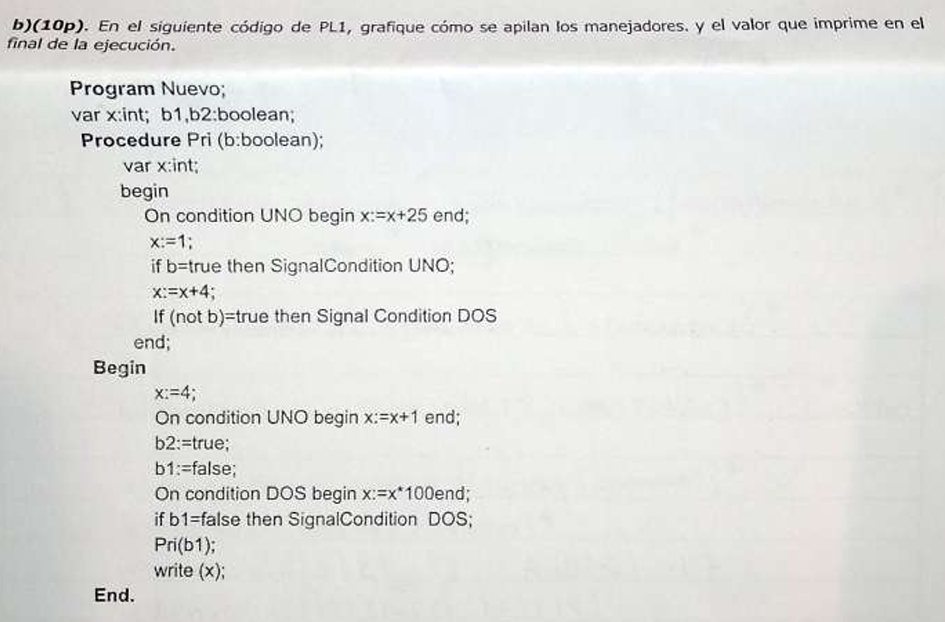 b)(10p). En el siguiente código de PL1, grafique cómo se apilan los manejadores. y el valor que imprime en el
final de la ejecución.
Program Nuevo;
var x:int; b1,b2:boolean;
Procedure Pri (b:boolean);
var x:int;
begin
On condition UNO begin x:=x+25 end;
x:=1;
if b=true then SignalCondition UNO;
x:=x+4;
If (not b)=true then Signal Condition DOS
end;
Begin
x:=4;
On condition UNO begin x:=x+1 end;
b2:=true;
b1:=false;
On condition DOS begin x:=x*100end;
if b1=false then SignalCondition DOS;
Pri(b1);
write (x);
End.